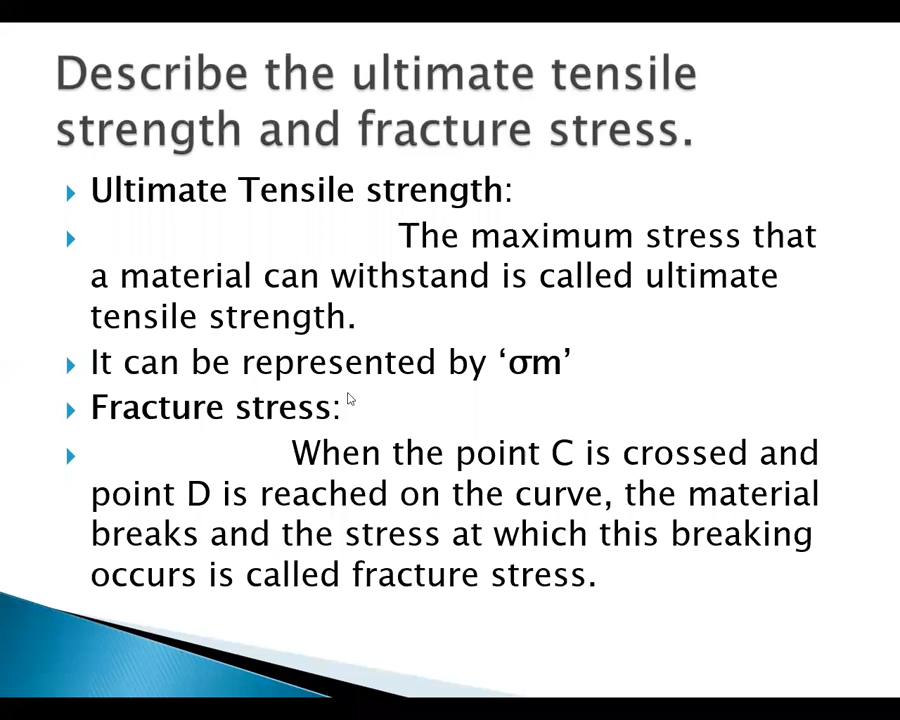 Describe the ultimate tensile
strength and fracture stress.
Ultimate Tensile strength:
The maximum stress that
a material can withstand is called ultimate
tensile strength.
It can be represented by ‘σm’
Fracture stress:
When the point C is crossed and
point D is reached on the curve, the material
breaks and the stress at which this breaking
occurs is called fracture stress.